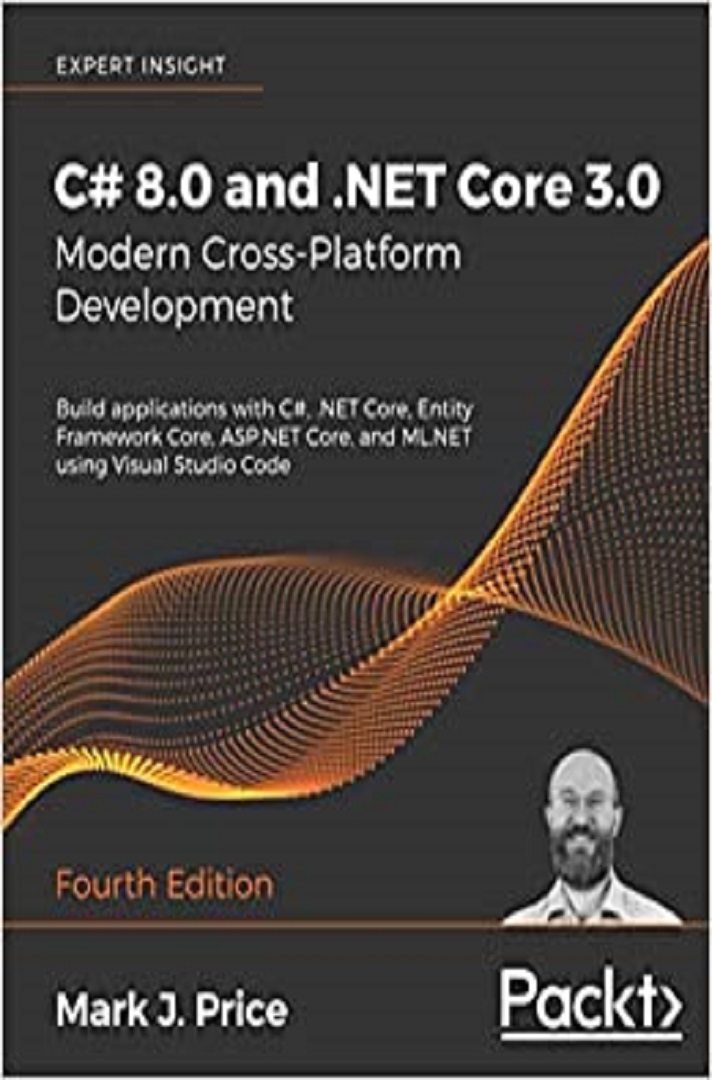 EXPERT INSIGHT
C# 8.0 and .NET Core 3.0
Modern Cross-Platform
Development
Build applications with C#, .NET Core, Entity
Framework Core, ASP.NET Core, and ML.NET
using Visual Studio Code
Fourth Edition
Mark J. Price
Packt>